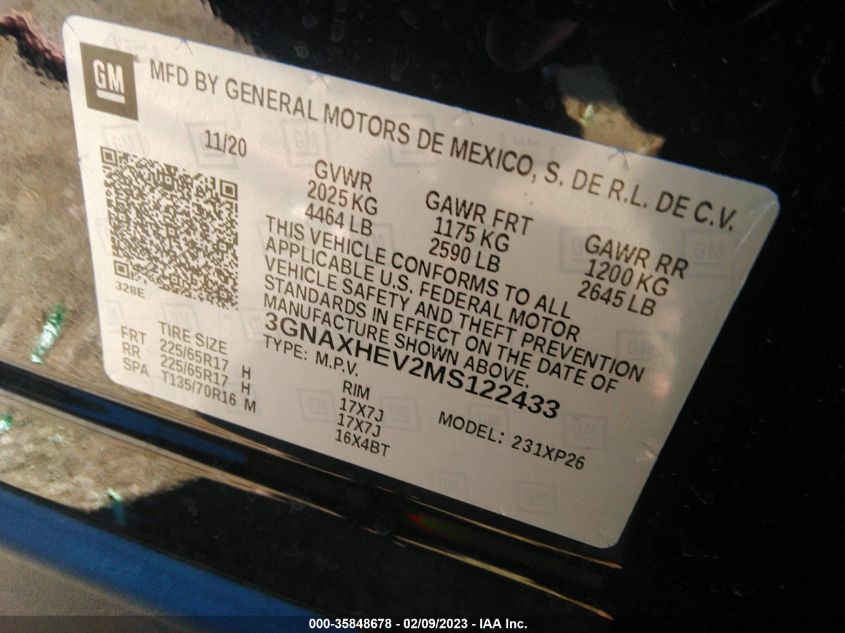 GM
MFD BY GENERAL MOTORS DE MEXICO, S. DE R.L. DE C.V.
11/20
GVWR
2025 KG
4464 LB
GAWR FRT
1175 KG
2590 LB
GAWR RR
1200 KG
2645 LB
THIS VEHICLE CONFORMS TO ALL
APPLICABLE U.S. FEDERAL MOTOR
VEHICLE SAFETY AND THEFT PREVENTION
STANDARDS IN EFFECT ON THE DATE OF
MANUFACTURE SHOWN ABOVE.
3GNAXHEV2MS122433
TYPE: M.P.V.
MODEL: 231XP26
328E
TIRE SIZE RIM
FRT 225/65R17 H 17X7J
RR 225/65R17 H 17X7J
SPA T135/70R16 M 16X4BT
000-35848678 - 02/09/2023 - IAA Inc.